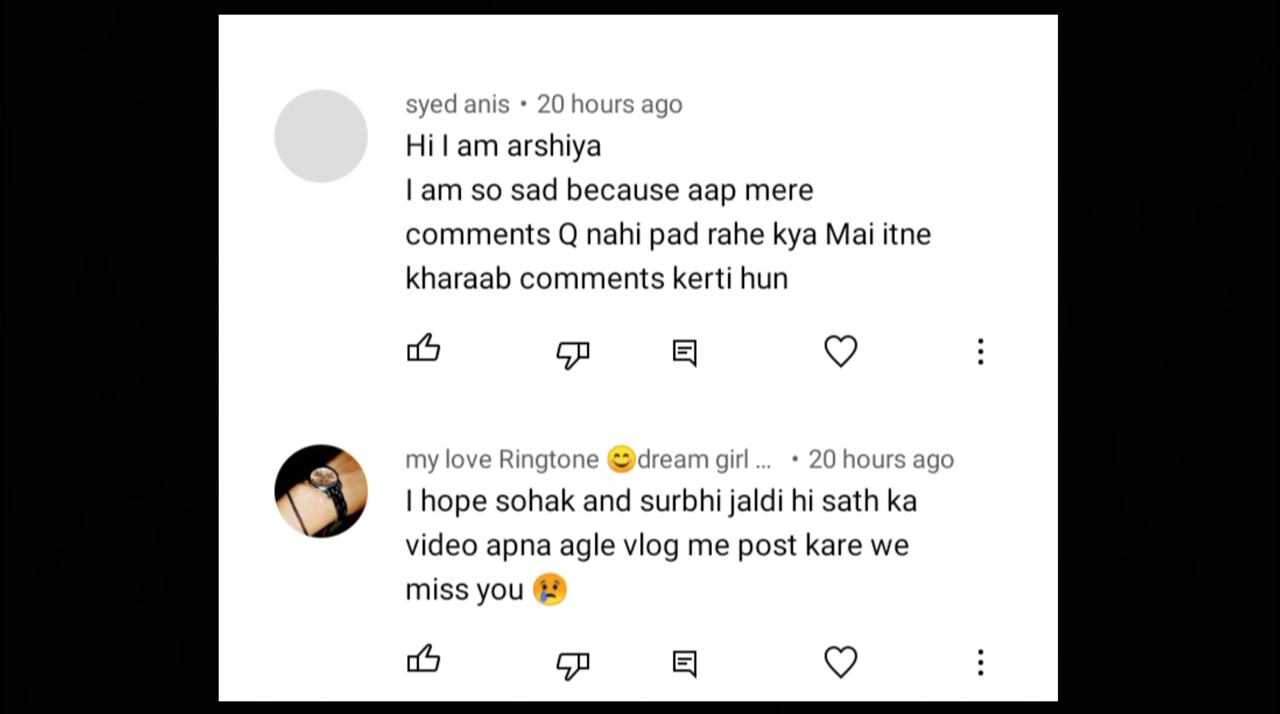 syed anis • 20 hours ago
Hi I am arshiya
I am so sad because aap mere
comments Q nahi pad rahe kya Mai itne
kharaab comments kerti hun
my love Ringtone 😊dream girl ... • 20 hours ago
I hope sohak and surbhi jaldi hi sath ka
video apna agle vlog me post kare we
miss you 😢